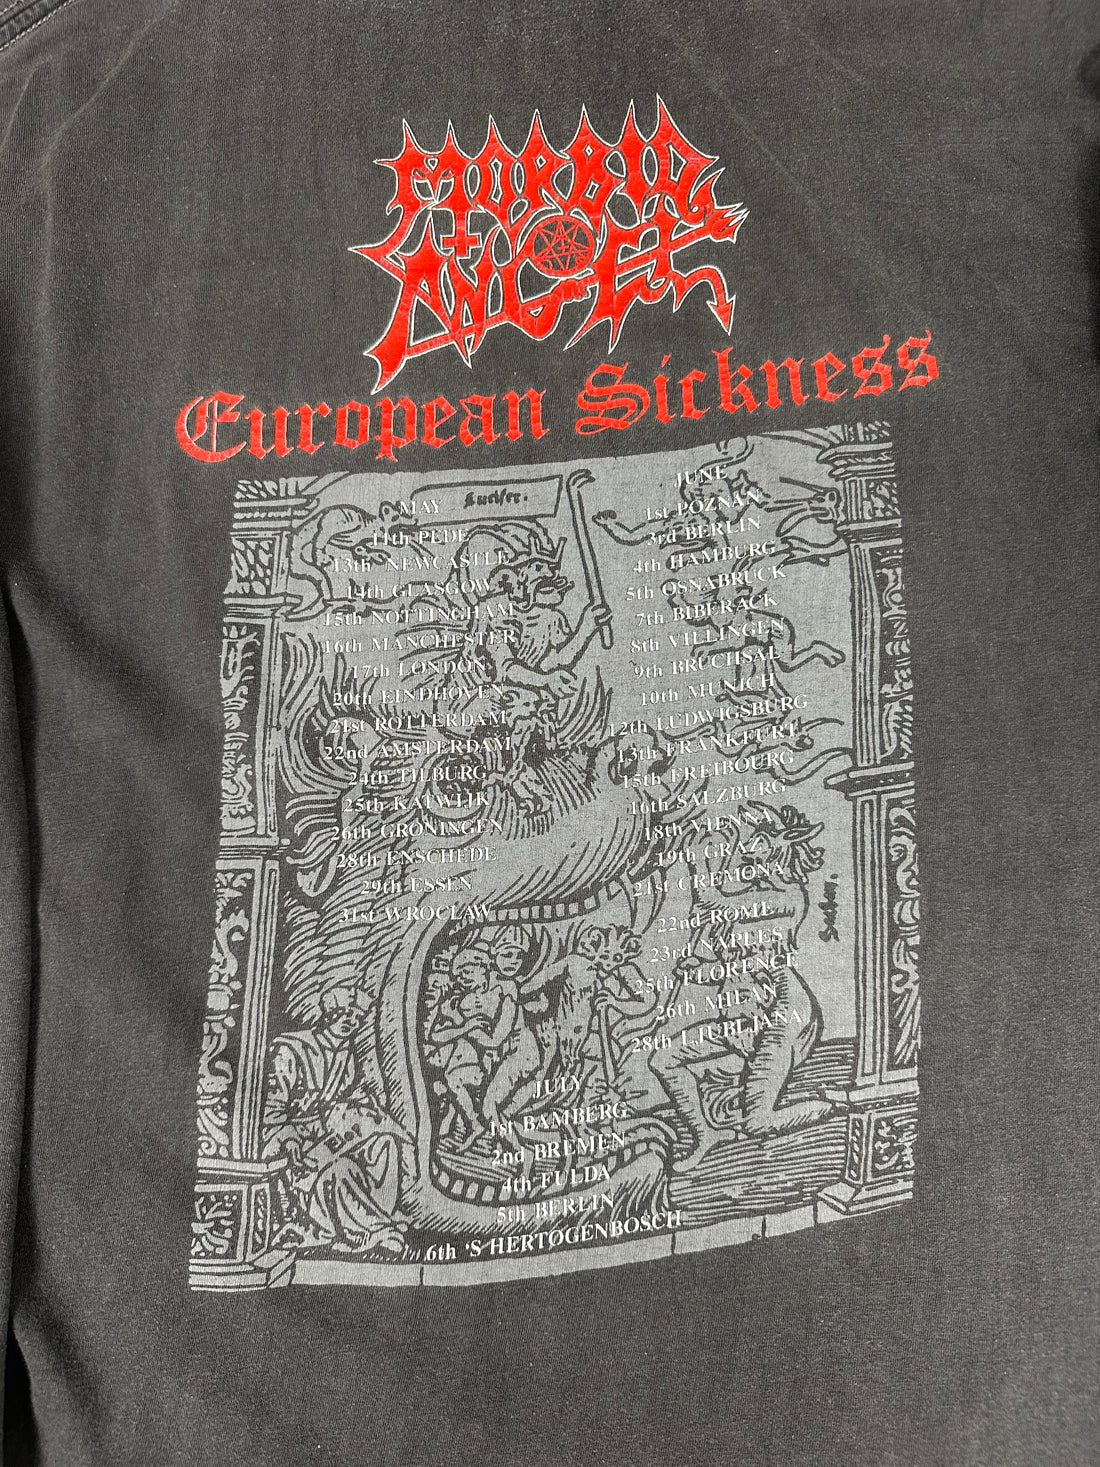 MORBID
ANGEL
European Sickness
Lucifer.
MAY
11th PEDE
13th NEWCASTLE
14th GLASGOW
15th NOTTINGHAM
16th MANCHESTER
17th LONDON
20th EINDHOVEN
21st ROTTERDAM
22nd AMSTERDAM
24th TILBURG
25th KATWIJK
26th GRONINGEN
28th ENSCHEDE
29th ESSEN
31st WROCLAW
JUNE
1st POZNAN
3rd BERLIN
4th HAMBURG
5th OSNABRUCK
7th BIBERACK
8th VILLINGEN
9th BRUCHSAL
10th MUNICH
12th LUDWIGSBURG
13th FRANKFURT
15th FREIBOURG
16th SALZBURG
18th VIENNA
19th GRAZ
21st CREMONA
22nd ROME
23rd NAPLES
25th FLORENCE
26th MILAN
28th LJUBLJANA
JULY
1st BAMBERG
2nd BREMEN
4th FULDA
5th BERLIN
6th 'S HERTOGENBOSCH